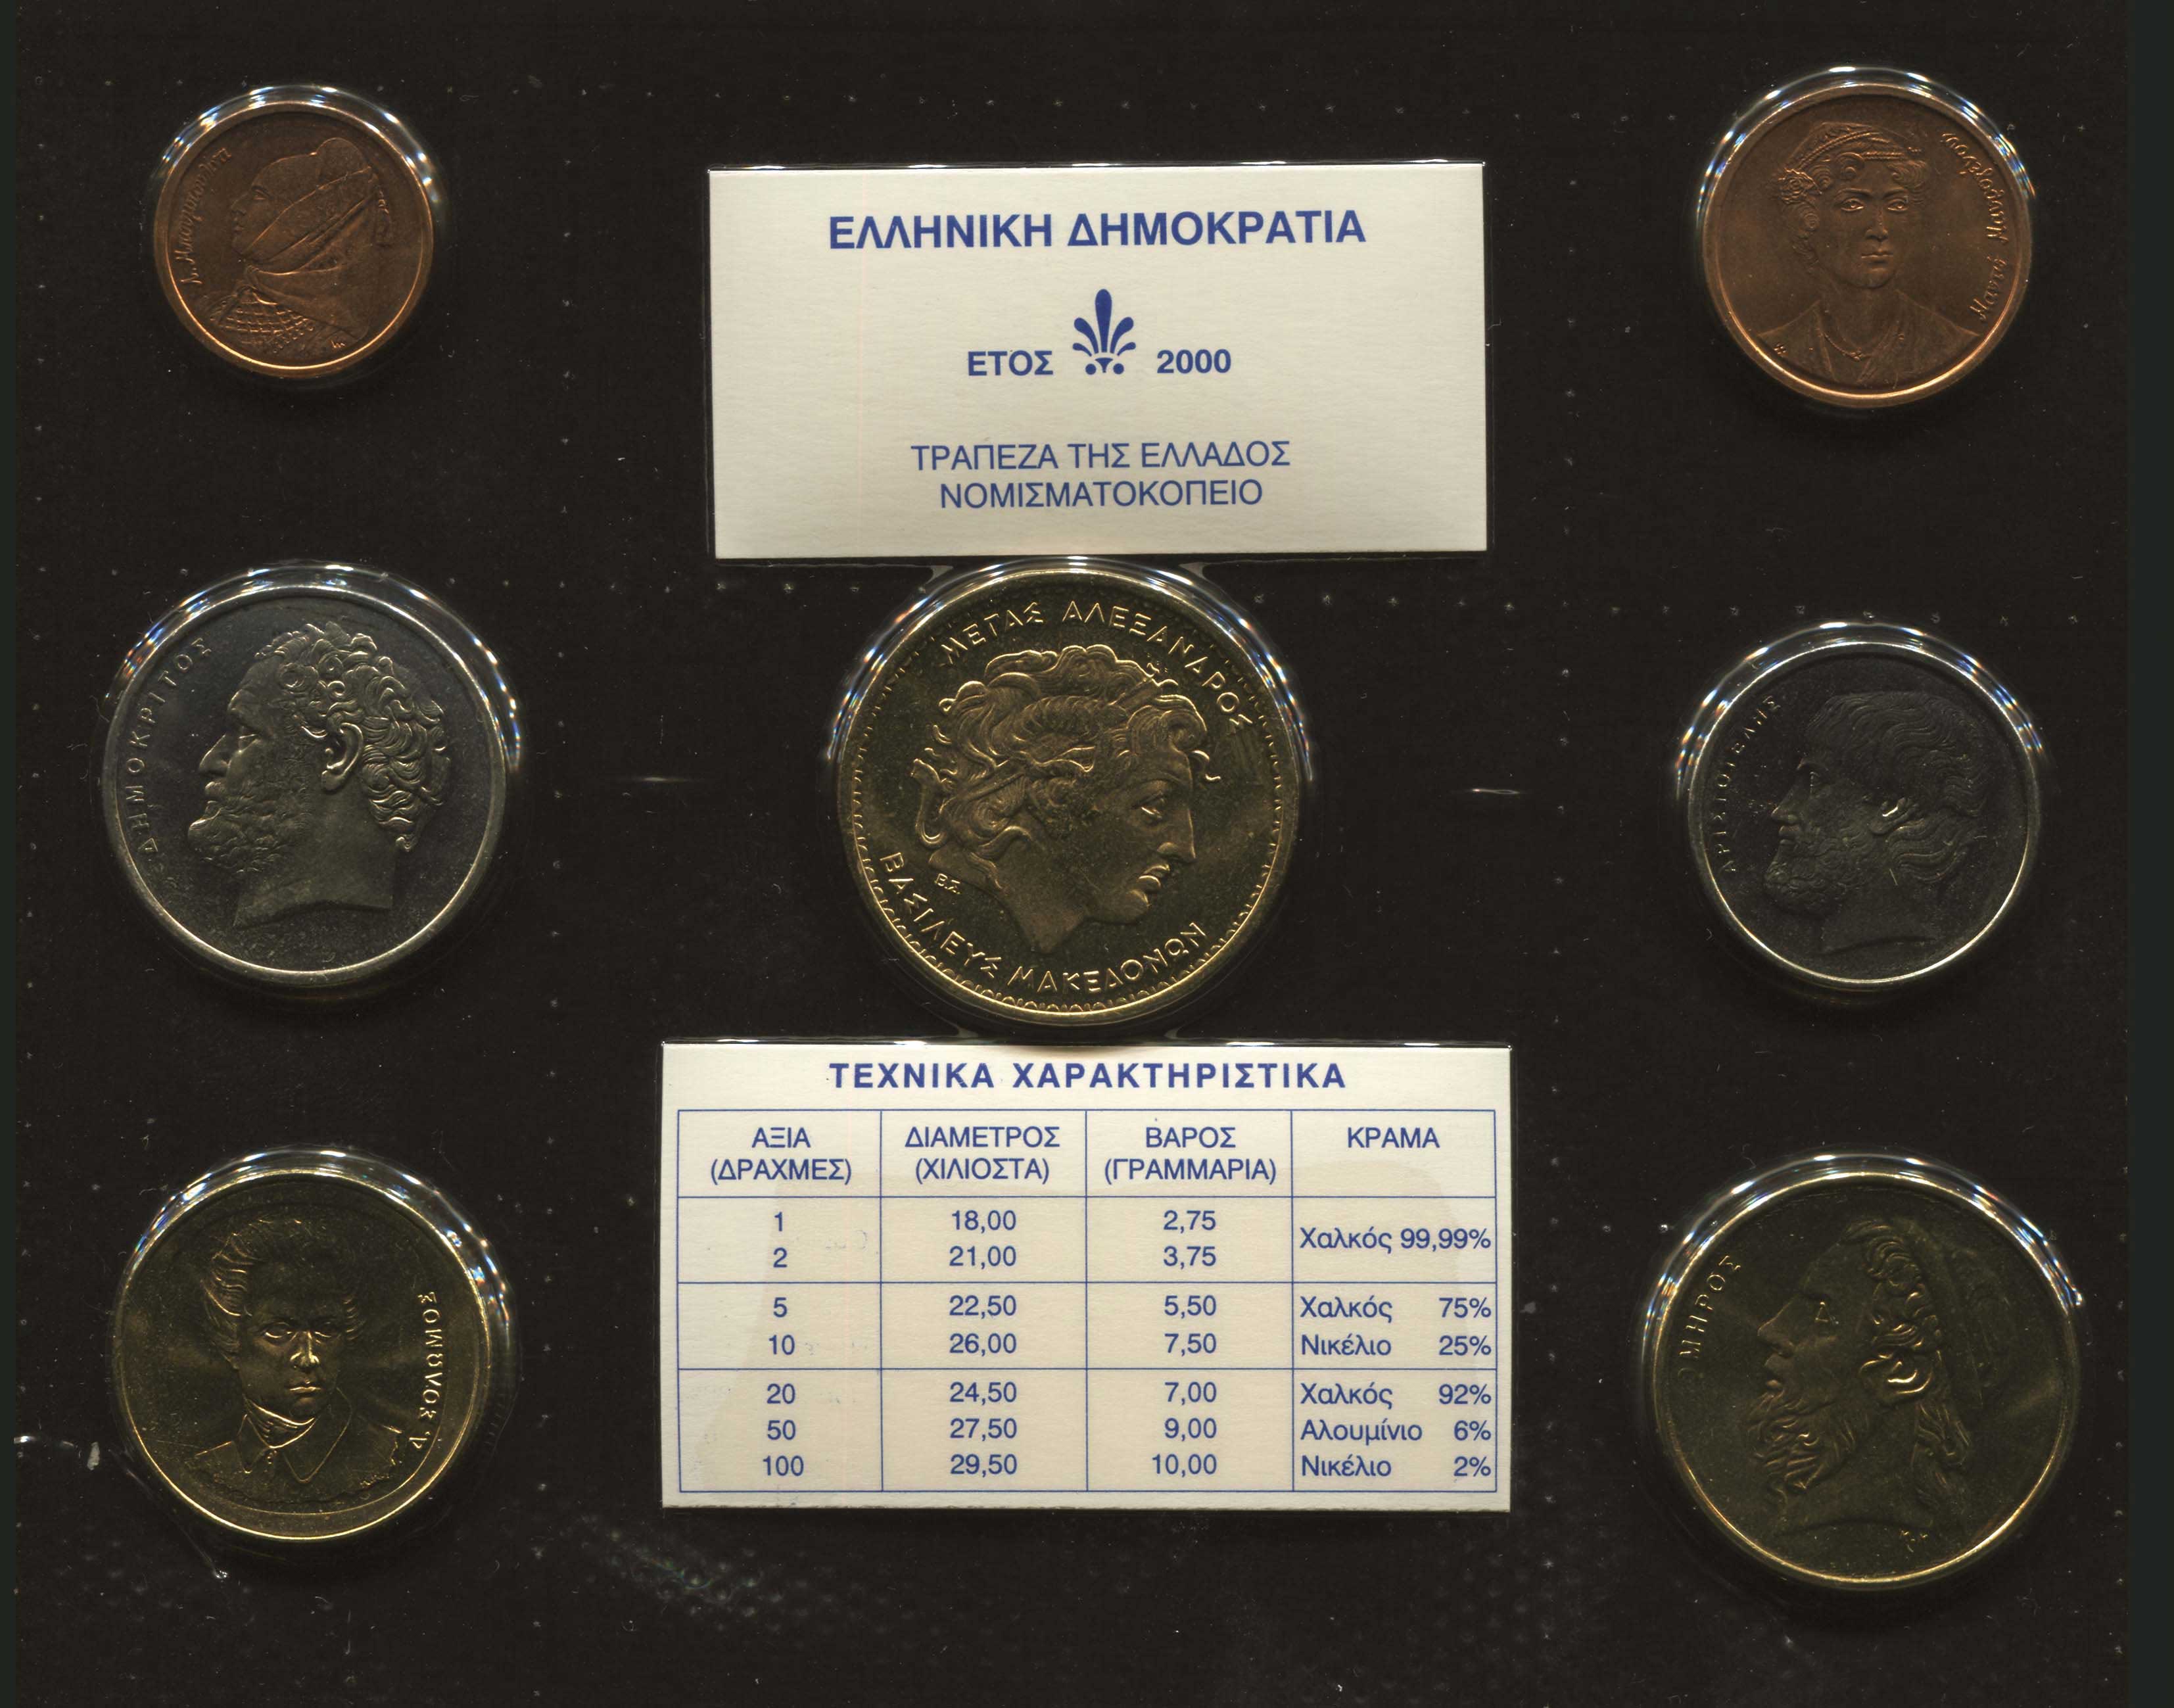 Λ. Μπουμπουλίνα
Μαντώ Μαυρογένους
ΕΛΛΗΝΙΚΗ ΔΗΜΟΚΡΑΤΙΑ
ΕΤΟΣ 2000
ΤΡΑΠΕΖΑ ΤΗΣ ΕΛΛΑΔΟΣ
ΝΟΜΙΣΜΑΤΟΚΟΠΕΙΟ
ΔΗΜΟΚΡΙΤΟΣ
ΜΕΓΑΣ ΑΛΕΞΑΝΔΡΟΣ
Β.Σ.
ΒΑΣΙΛΕΥΣ ΜΑΚΕΔΟΝΩΝ
ΑΡΙΣΤΟΤΕΛΗΣ
ΤΕΧΝΙΚΑ ΧΑΡΑΚΤΗΡΙΣΤΙΚΑ
ΑΞΙΑ ΔΙΑΜΕΤΡΟΣ ΒΑΡΟΣ ΚΡΑΜΑ
(ΔΡΑΧΜΕΣ) (ΧΙΛΙΟΣΤΑ) (ΓΡΑΜΜΑΡΙΑ)
1 18,00 2,75 Χαλκός 99,99%
2 21,00 3,75
5 22,50 5,50 Χαλκός 75%
10 26,00 7,50 Νικέλιο 25%
20 24,50 7,00 Χαλκός 92%
50 27,50 9,00 Αλουμίνιο 6%
100 29,50 10,00 Νικέλιο 2%
Δ. ΣΟΛΩΜΟΣ
ΟΜΗΡΟΣ